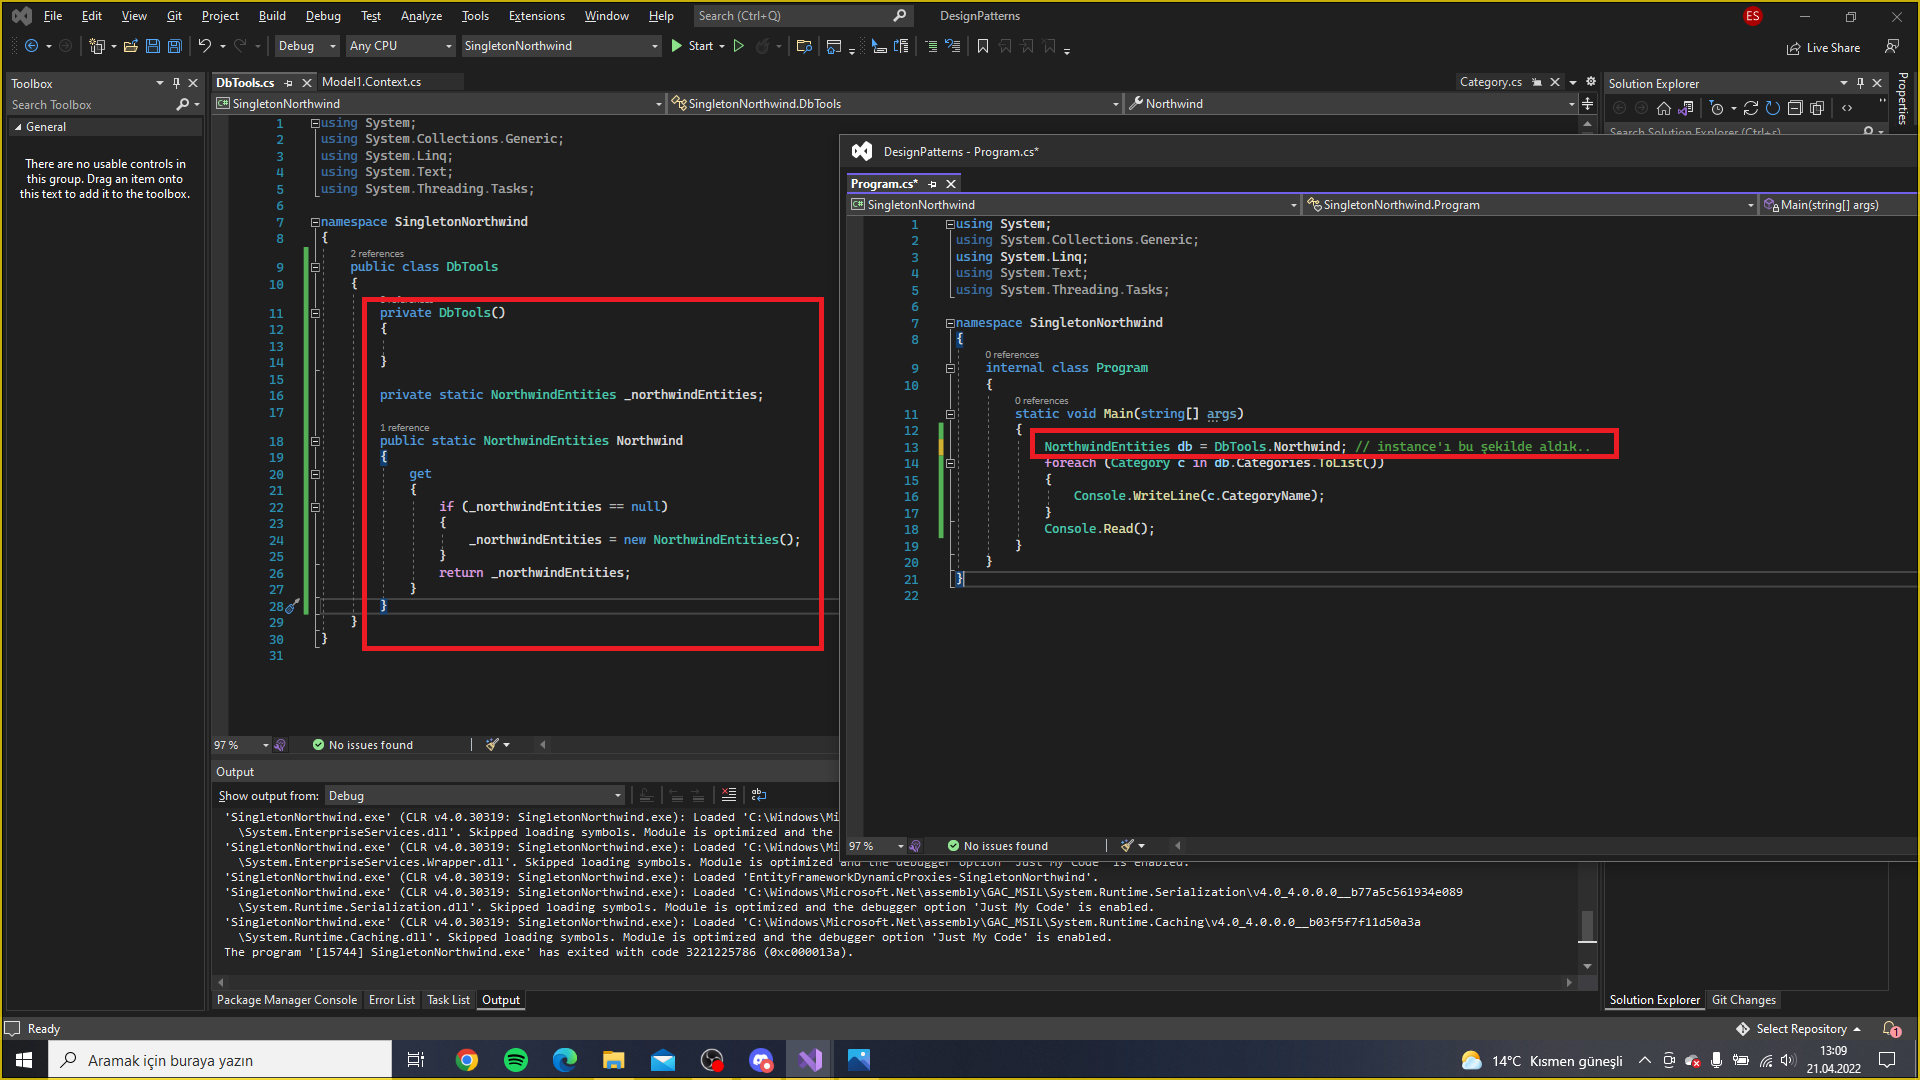 File Edit View Git Project Build Debug Test Analyze Tools Extensions Window Help Search (Ctrl+Q) DesignPatterns ES
Debug Any CPU SingletonNorthwind Start Live Share
Toolbox
Search Toolbox
General
There are no usable controls in
this group. Drag an item onto
this text to add it to the toolbox.
DbTools.cs Model1.Context.cs Category.cs
SingletonNorthwind SingletonNorthwind.DbTools Northwind
1 using System;
2 using System.Collections.Generic;
3 using System.Linq;
4 using System.Text;
5 using System.Threading.Tasks;
6
7 namespace SingletonNorthwind
8 {
2 references
9 public class DbTools
10 {
11 private DbTools()
12 {
13
14 }
15
16 private static NorthwindEntities _northwindEntities;
17
1 reference
18 public static NorthwindEntities Northwind
19 {
20 get
21 {
22 if (_northwindEntities == null)
23 {
24 _northwindEntities = new NorthwindEntities();
25 }
26 return _northwindEntities;
27 }
28 }
29 }
30 }
31
97 % No issues found
Solution Explorer
Search Solution Explorer (Ctrl+ş)
Properties
DesignPatterns - Program.cs*
Program.cs*
SingletonNorthwind SingletonNorthwind.Program Main(string[] args)
1 using System;
2 using System.Collections.Generic;
3 using System.Linq;
4 using System.Text;
5 using System.Threading.Tasks;
6
7 namespace SingletonNorthwind
8 {
0 references
9 internal class Program
10 {
0 references
11 static void Main(string[] args)
12 {
13 NorthwindEntities db = DbTools.Northwind; // instance'ı bu şekilde aldık..
14 foreach (Category c in db.Categories.ToList())
15 {
16 Console.WriteLine(c.CategoryName);
17 }
18 Console.Read();
19 }
20 }
21 }
22
97 % No issues found
Output
Show output from: Debug
'SingletonNorthwind.exe' (CLR v4.0.30319: SingletonNorthwind.exe): Loaded 'C:\Windows\Mi
\System.EnterpriseServices.dll'. Skipped loading symbols. Module is optimized and the
'SingletonNorthwind.exe' (CLR v4.0.30319: SingletonNorthwind.exe): Loaded 'C:\Windows\Mi
\System.EnterpriseServices.Wrapper.dll'. Skipped loading symbols. Module is optimized and the debugger option 'Just My Code' is enabled.
'SingletonNorthwind.exe' (CLR v4.0.30319: SingletonNorthwind.exe): Loaded 'EntityFrameworkDynamicProxies-SingletonNorthwind'.
'SingletonNorthwind.exe' (CLR v4.0.30319: SingletonNorthwind.exe): Loaded 'C:\Windows\Microsoft.Net\assembly\GAC_MSIL\System.Runtime.Serialization\v4.0_4.0.0.0__b77a5c561934e089
\System.Runtime.Serialization.dll'. Skipped loading symbols. Module is optimized and the debugger option 'Just My Code' is enabled.
'SingletonNorthwind.exe' (CLR v4.0.30319: SingletonNorthwind.exe): Loaded 'C:\Windows\Microsoft.Net\assembly\GAC_MSIL\System.Runtime.Caching\v4.0_4.0.0.0__b03f5f7f11d50a3a
\System.Runtime.Caching.dll'. Skipped loading symbols. Module is optimized and the debugger option 'Just My Code' is enabled.
The program '[15744] SingletonNorthwind.exe' has exited with code 3221225786 (0xc000013a).
Package Manager Console Error List Task List Output
Solution Explorer Git Changes
Ready Select Repository 1
Aramak için buraya yazın 14°C Kısmen güneşli 13:09
21.04.2022